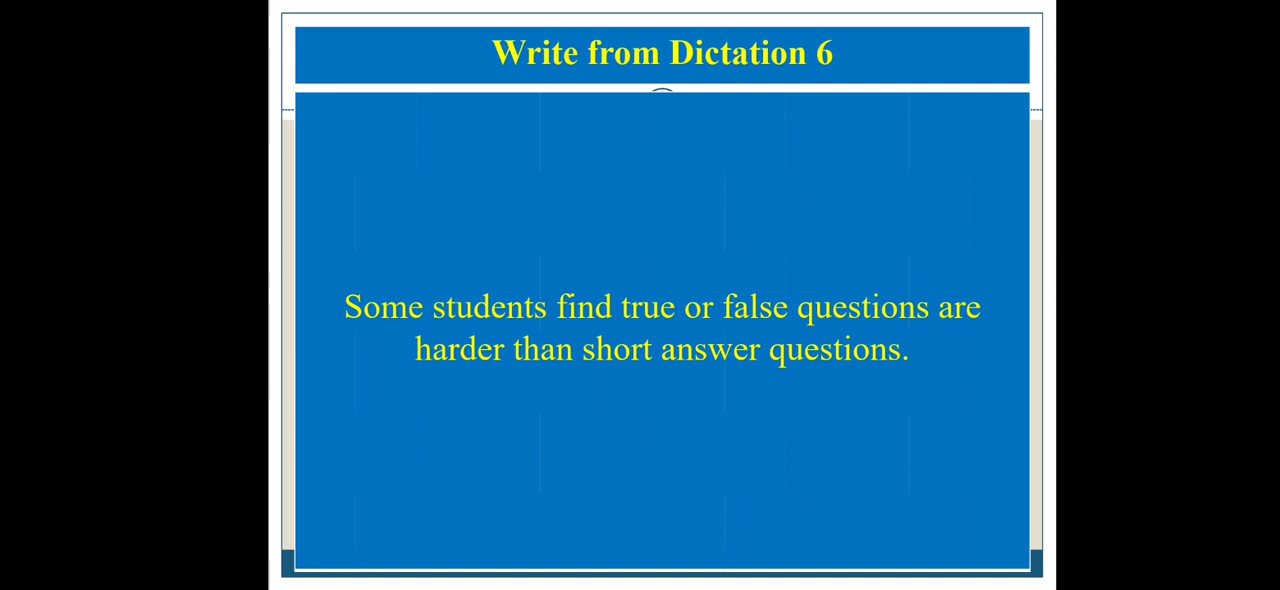 Write from Dictation 6
Some students find true or false questions are
harder than short answer questions.